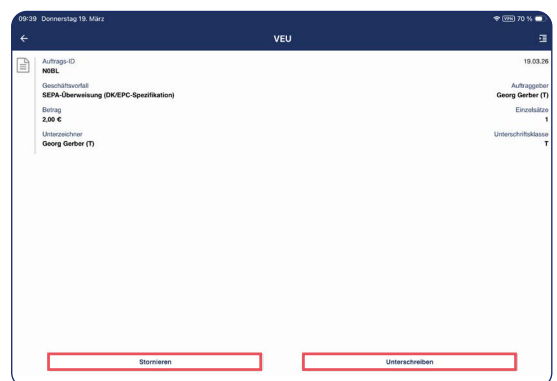 09:39 Donnerstag 19. März VPN 70 %
VEU
Auftrags-ID 19.03.26
N0BL
Geschäftsvorfall Auftraggeber
SEPA-Überweisung (DK/EPC-Spezifikation) Georg Gerber (T)
Betrag Einzelsätze
2,00 € 1
Unterzeichner Unterschriftsklasse
Georg Gerber (T) T
Stornieren Unterschreiben